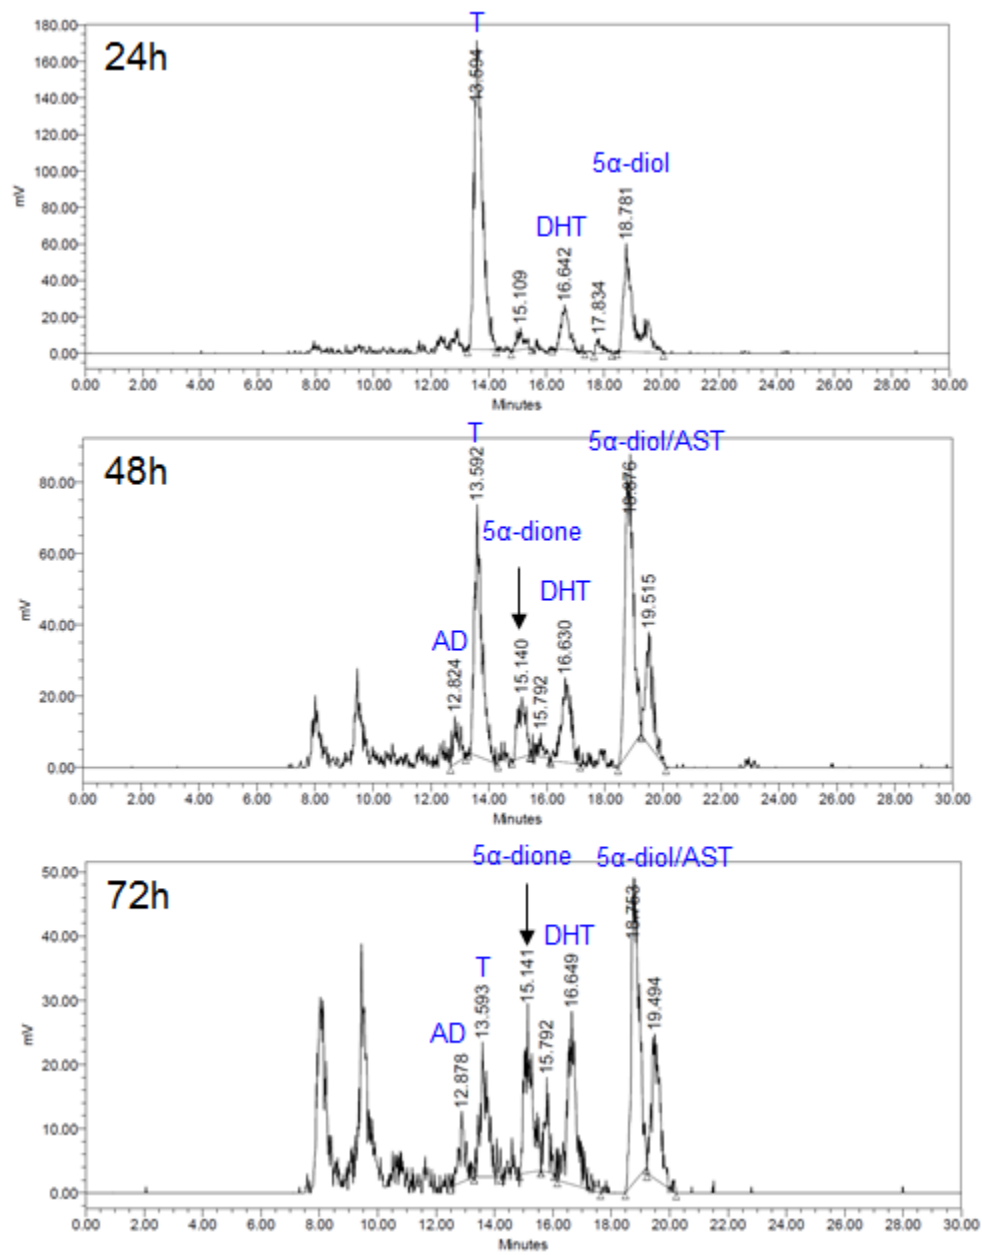 T
180.00
24h
160.00
13.594
140.00
120.00
5α-diol
100.00
mV
18.781
80.00
DHT
60.00
16.642
40.00
15.109
17.834
20.00
0.00
0.00 2.00 4.00 6.00 8.00 10.00 12.00 14.00 16.00 18.00 20.00 22.00 24.00 26.00 28.00 30.00
Minutes
T
5α-diol/AST
48h
13.592
80.00
18.876
5α-dione
60.00
mV
DHT
19.515
40.00
AD
16.630
15.140
12.824
15.792
20.00
0.00
0.00 2.00 4.00 6.00 8.00 10.00 12.00 14.00 16.00 18.00 20.00 22.00 24.00 26.00 28.00 30.00
Minutes
5α-dione 5α-diol/AST
50.00
72h
18.753
40.00
DHT
T
15.141
16.649
13.593
19.494
30.00
mV
AD
15.792
12.878
20.00
10.00
0.00
0.00 2.00 4.00 6.00 8.00 10.00 12.00 14.00 16.00 18.00 20.00 22.00 24.00 26.00 28.00 30.00
Minutes